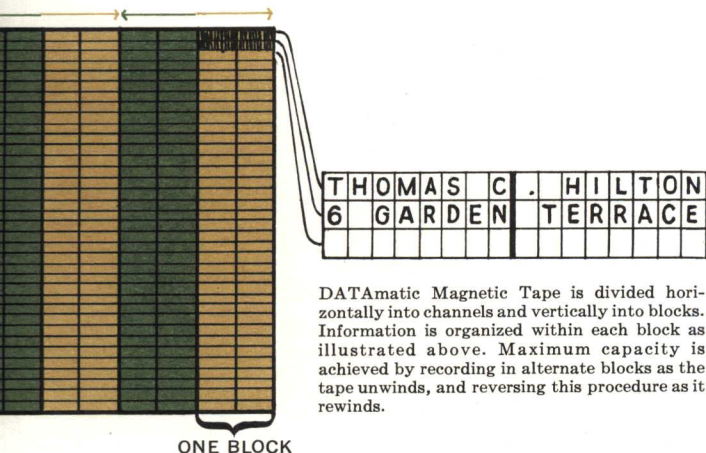 THOMAS C. HILTON
6 GARDEN TERRACE
DATAmatic Magnetic Tape is divided hori-
zontally into channels and vertically into blocks.
Information is organized within each block as
illustrated above. Maximum capacity is
achieved by recording in alternate blocks as the
tape unwinds, and reversing this procedure as it
rewinds.
ONE BLOCK